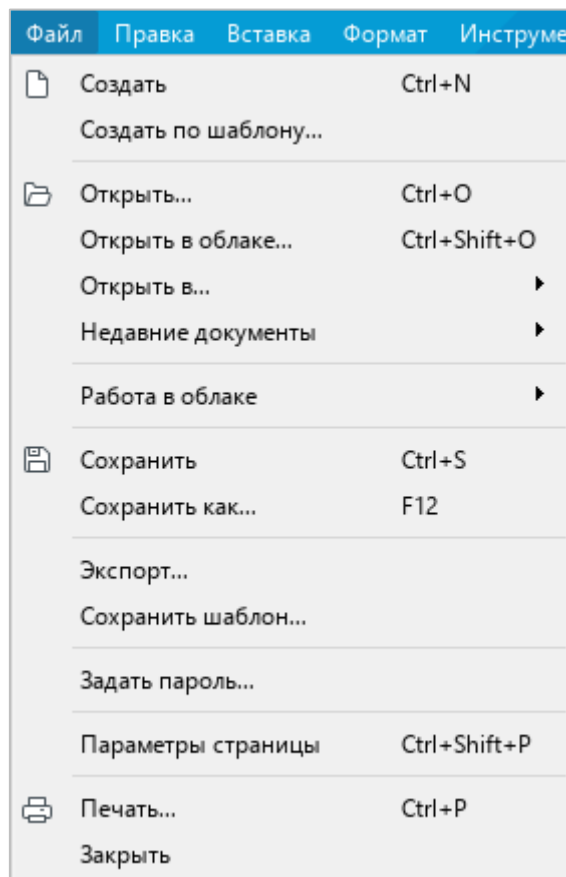 Файл Правка Вставка Формат Инструме
Создать Ctrl+N
Создать по шаблону...
Открыть... Ctrl+O
Открыть в облаке... Ctrl+Shift+O
Открыть в...
Недавние документы
Работа в облаке
Сохранить Ctrl+S
Сохранить как... F12
Экспорт...
Сохранить шаблон...
Задать пароль...
Параметры страницы Ctrl+Shift+P
Печать... Ctrl+P
Закрыть